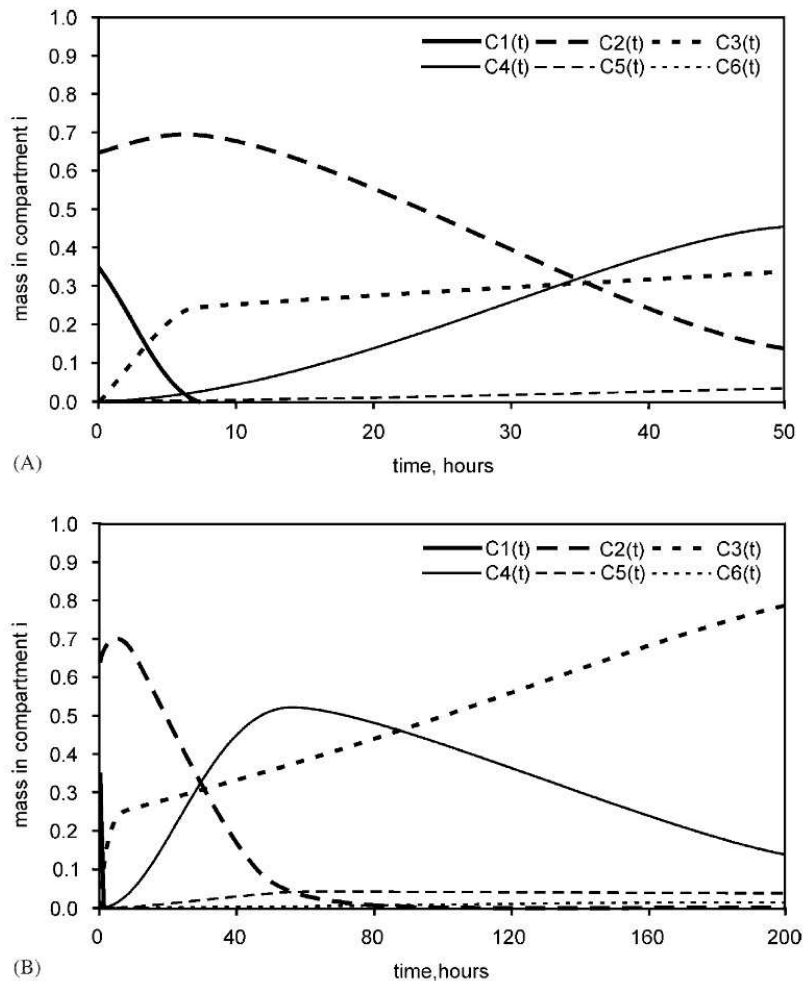 1.0
C1(t) C2(t) C3(t)
0.9
C4(t) C5(t) C6(t)
0.8
0.7
0.6
0.5
0.4
0.3
0.2
0.1
0.0
mass in compartment i
0 10 20 30 40 50
(A)
time, hours
1.0
C1(t) C2(t) C3(t)
0.9
C4(t) C5(t) C6(t)
0.8
0.7
0.6
0.5
0.4
0.3
0.2
0.1
0.0
mass in compartment i
0 40 80 120 160 200
(B)
time,hours